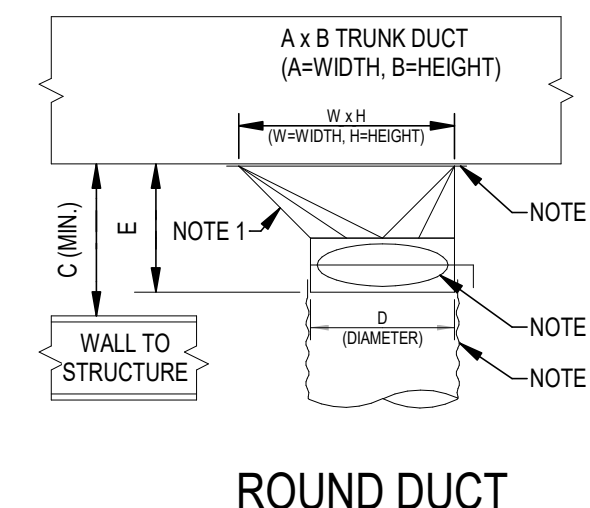 A x B TRUNK DUCT
(A=WIDTH, B=HEIGHT)
W x H
(W=WIDTH, H=HEIGHT)
C (MIN.)
E
NOTE 1
NOTE
NOTE
D
(DIAMETER)
NOTE
WALL TO
STRUCTURE
ROUND DUCT